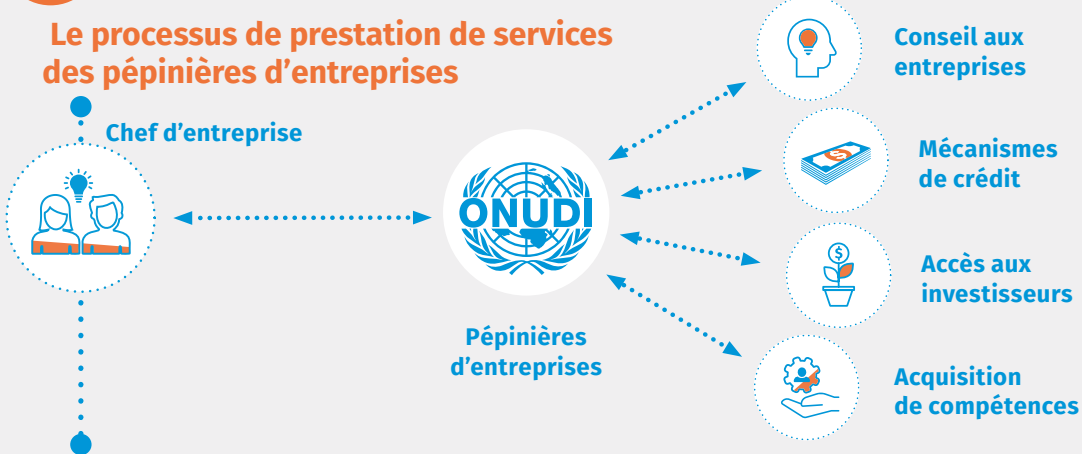 Le processus de prestation de services
des pépinières d’entreprises
Chef d’entreprise
ONUDI
Pépinières
d’entreprises
Conseil aux
entreprises
Mécanismes
de crédit
$
Accès aux
investisseurs
$
Acquisition
de compétences